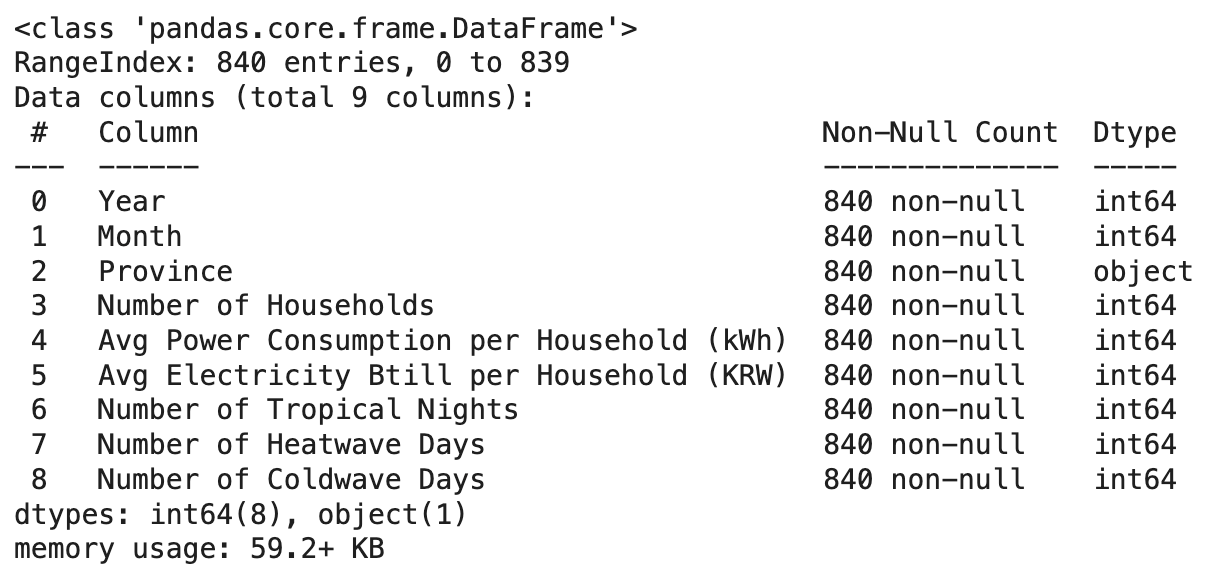 <class 'pandas.core.frame.DataFrame'>
RangeIndex: 840 entries, 0 to 839
Data columns (total 9 columns):
 #   Column                                     Non-Null Count  Dtype
---  ------                                     --------------  -----
 0   Year                                       840 non-null    int64
 1   Month                                      840 non-null    int64
 2   Province                                   840 non-null    object
 3   Number of Households                       840 non-null    int64
 4   Avg Power Consumption per Household (kWh)  840 non-null    int64
 5   Avg Electricity Btill per Household (KRW)  840 non-null    int64
 6   Number of Tropical Nights                  840 non-null    int64
 7   Number of Heatwave Days                    840 non-null    int64
 8   Number of Coldwave Days                    840 non-null    int64
dtypes: int64(8), object(1)
memory usage: 59.2+ KB